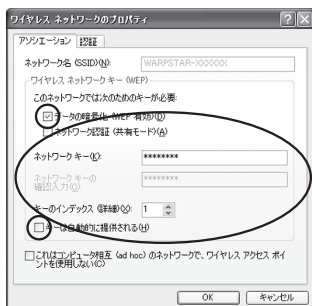 ワイヤレス ネットワークのプロパティ
アソシエーション 認証
ネットワーク名 (SSID)(N): WARPSTAR-XXXXXX
ワイヤレス ネットワーク キー (WEP)
このネットワークでは次のためのキーが必要:
データの暗号化 (WEP 有効)(D)
ネットワーク認証 (共有モード)(A)
ネットワーク キー(K): ********
ネットワーク キーの確認入力(O): ********
キーのインデックス (詳細)(X): 1
キーは自動的に提供される(H)
これはコンピュータ相互 (ad hoc) のネットワークで、ワイヤレス アクセス ポイ
ントを使用しない(C)
OK キャンセル